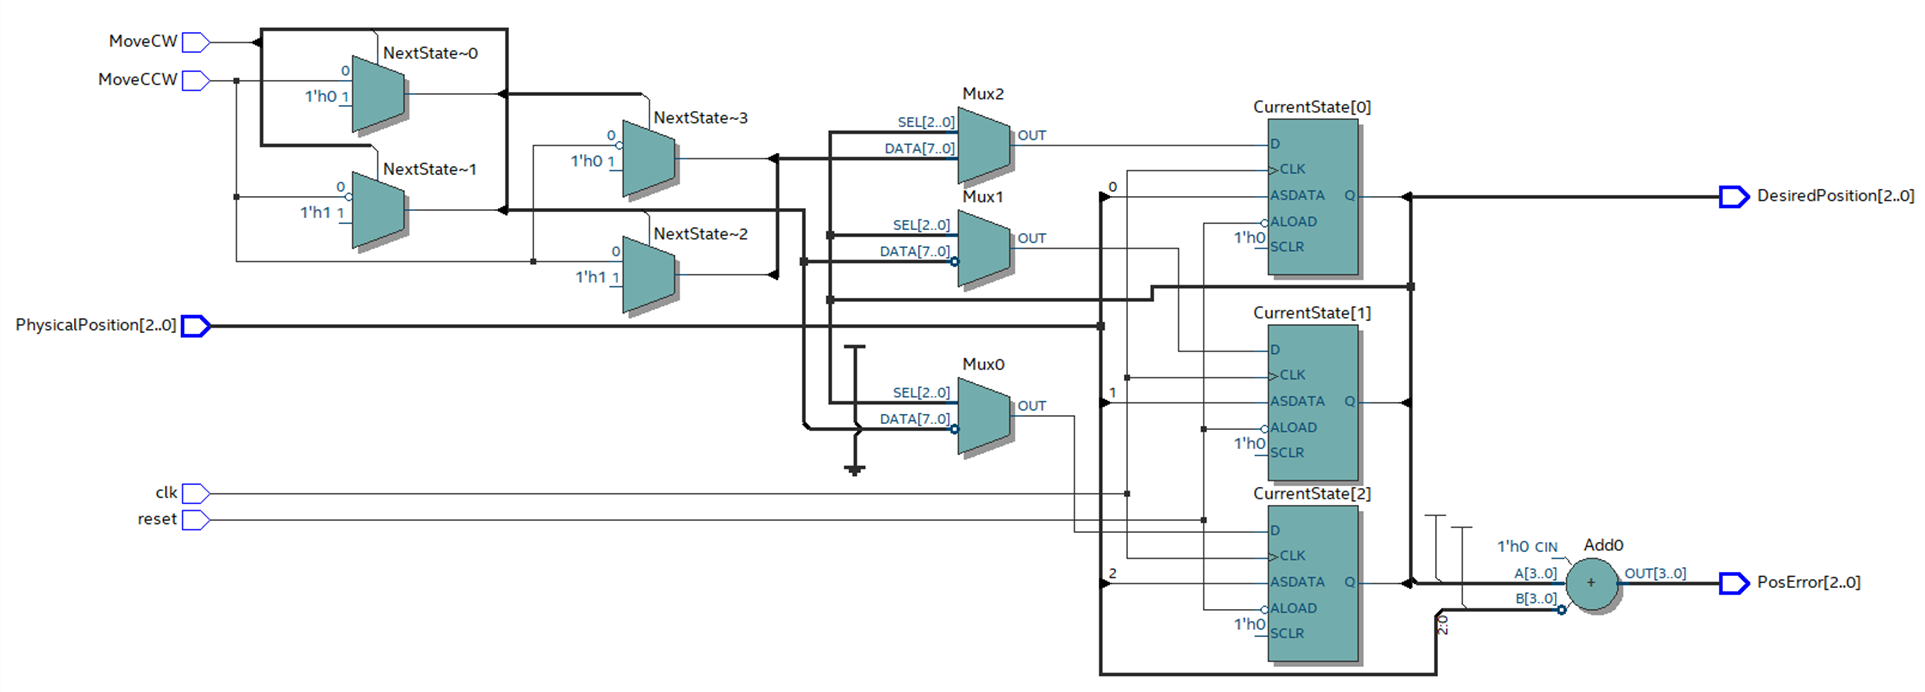 MoveCW
MoveCCW
NextState~0
0
1'h0 1
NextState~1
0
1'h1 1
NextState~3
0
1'h0 1
NextState~2
0
1'h1 1
Mux2
SEL[2..0]
DATA[7..0]
OUT
Mux1
SEL[2..0]
DATA[7..0]
OUT
Mux0
SEL[2..0]
DATA[7..0]
OUT
PhysicalPosition[2..0]
clk
reset
0
1
2
CurrentState[0]
D
CLK
ASDATA Q
ALOAD
1'h0
SCLR
CurrentState[1]
D
CLK
ASDATA Q
ALOAD
1'h0
SCLR
CurrentState[2]
D
CLK
ASDATA Q
ALOAD
1'h0
SCLR
DesiredPosition[2..0]
Add0
1'h0 CIN
A[3..0]
B[3..0]
+
OUT[3..0]
2:0
PosError[2..0]